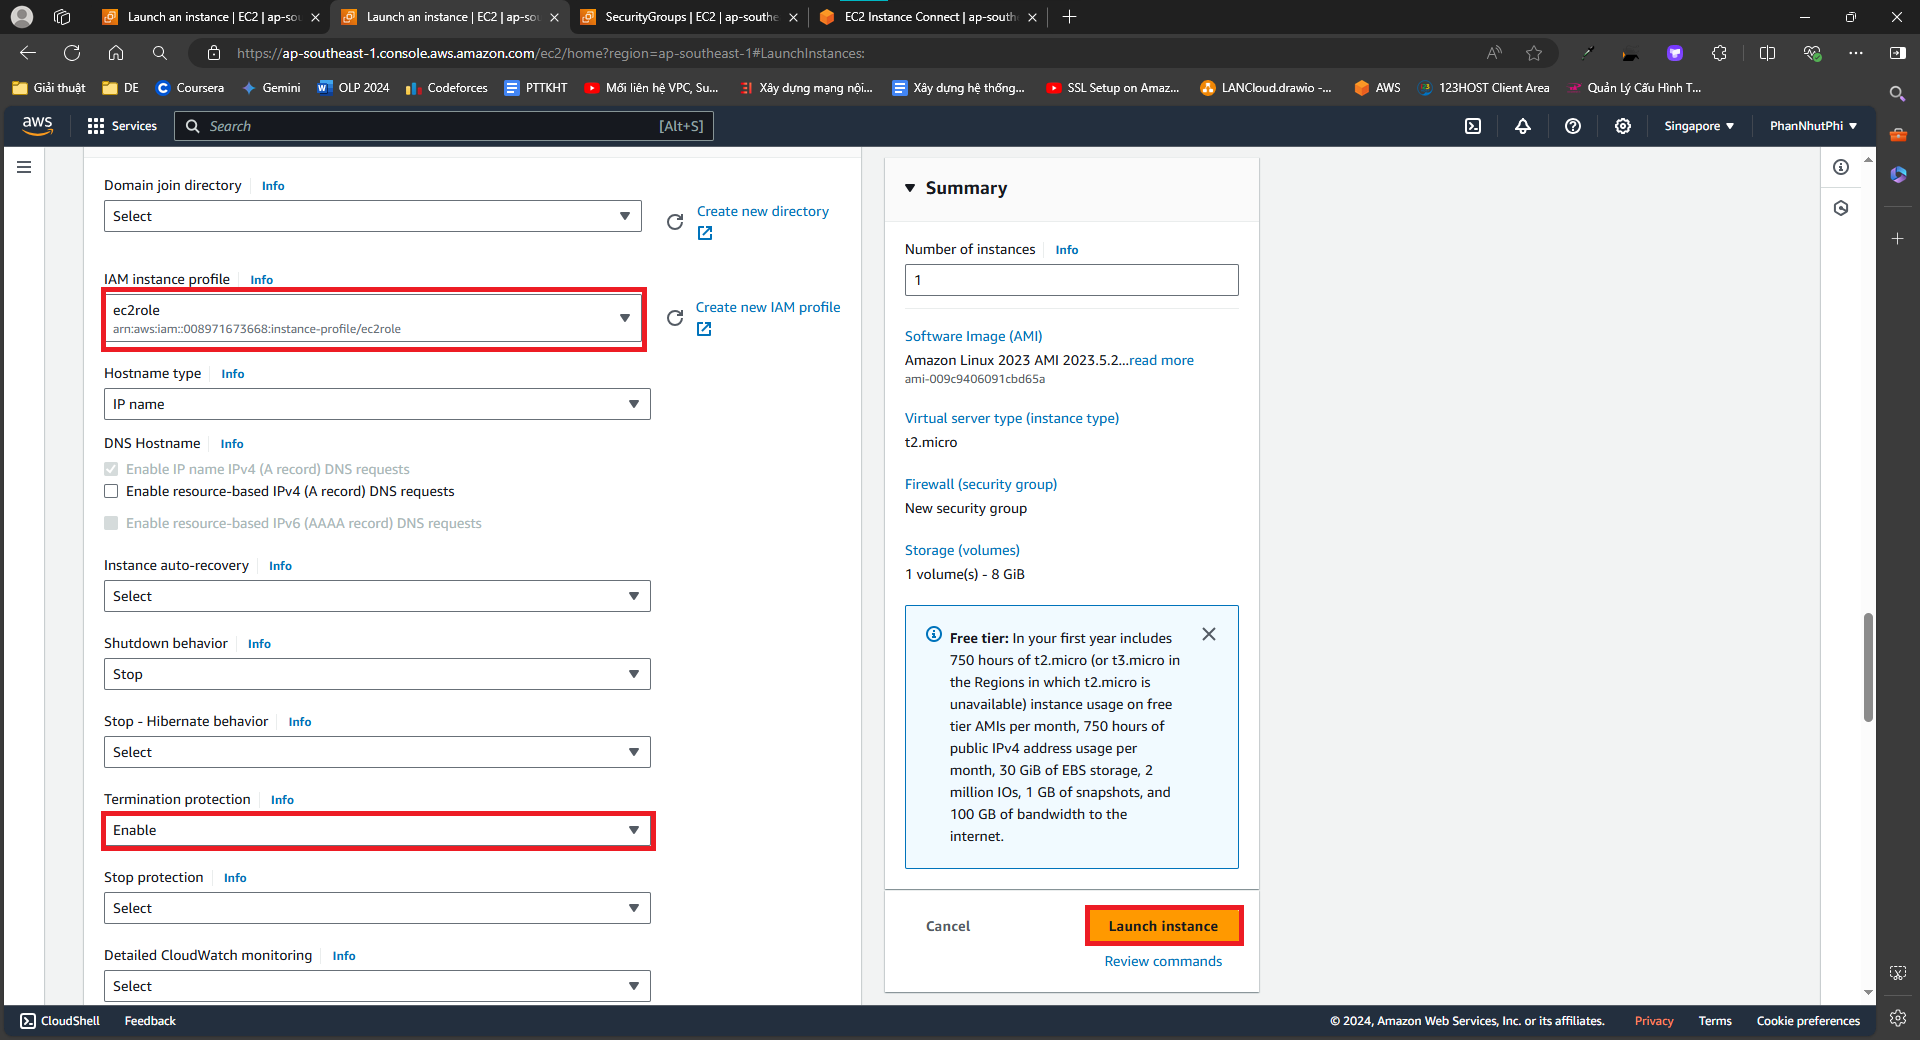 Launch an instance | EC2 | ap-sou
Launch an instance | EC2 | ap-sou
SecurityGroups | EC2 | ap-southe
EC2 Instance Connect | ap-south
https://ap-southeast-1.console.aws.amazon.com/ec2/home?region=ap-southeast-1#LaunchInstances:
Giải thuật
DE
Coursera
Gemini
OLP 2024
Codeforces
PTTKHT
Mối liên hệ VPC, Su...
Xây dựng mạng nội...
Xây dựng hệ thống...
SSL Setup on Amaz...
LANCloud.drawio -...
AWS
123HOST Client Area
Quản Lý Cấu Hình T...
aws
Services
Search
[Alt+S]
Singapore
PhanNhutPhi
Domain join directory
Info
Select
Create new directory
IAM instance profile
Info
ec2role
arn:aws:iam::008971673668:instance-profile/ec2role
Create new IAM profile
Hostname type
Info
IP name
DNS Hostname
Info
Enable IP name IPv4 (A record) DNS requests
Enable resource-based IPv4 (A record) DNS requests
Enable resource-based IPv6 (AAAA record) DNS requests
Instance auto-recovery
Info
Select
Shutdown behavior
Info
Stop
Stop - Hibernate behavior
Info
Select
Termination protection
Info
Enable
Stop protection
Info
Select
Detailed CloudWatch monitoring
Info
Select
Summary
Number of instances
Info
1
Software Image (AMI)
Amazon Linux 2023 AMI 2023.5.2...read more
ami-009c9406091cbd65a
Virtual server type (instance type)
t2.micro
Firewall (security group)
New security group
Storage (volumes)
1 volume(s) - 8 GiB
Free tier: In your first year includes
750 hours of t2.micro (or t3.micro in
the Regions in which t2.micro is
unavailable) instance usage on free
tier AMIs per month, 750 hours of
public IPv4 address usage per
month, 30 GiB of EBS storage, 2
million IOs, 1 GB of snapshots, and
100 GB of bandwidth to the
internet.
Cancel
Launch instance
Review commands
CloudShell
Feedback
© 2024, Amazon Web Services, Inc. or its affiliates.
Privacy
Terms
Cookie preferences